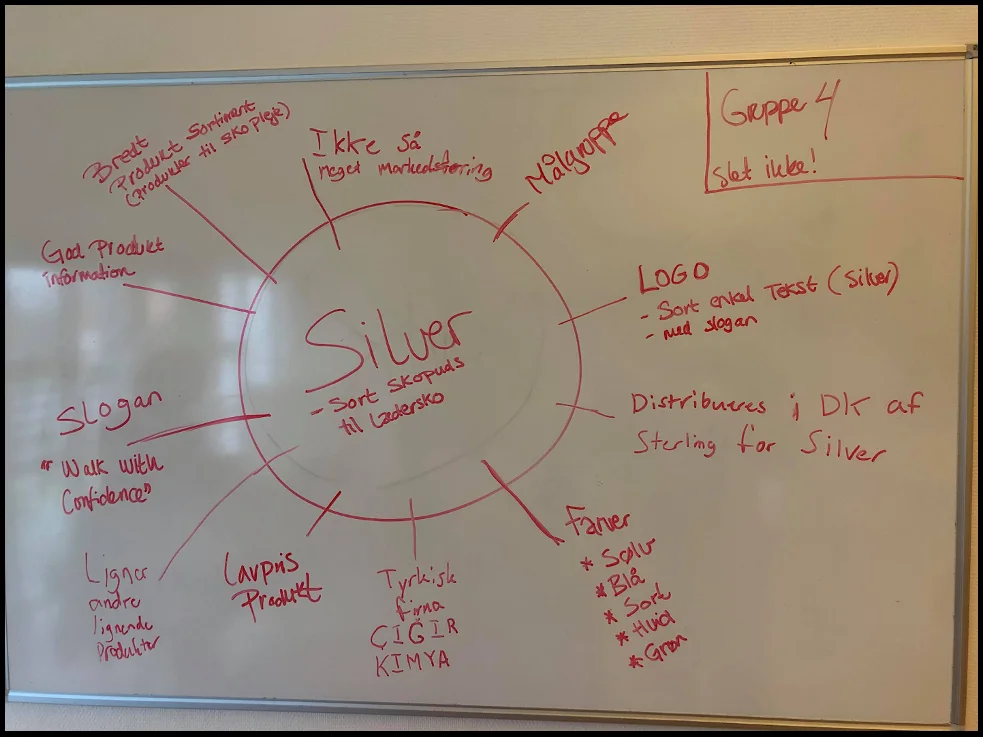 Gruppe 4
Slet ikke!
Bredt
Produkt Sortiment
(Produkter til skopleje)
Ikke så
meget markedsføring
Målgruppe
God Produkt
information
LOGO
- Sort enkel Tekst (Silver)
- med slogan
Silver
- Sort skopuds
til lædersko
Slogan
"Walk with
Confidence"
Distribueres i DK af
Sterling for Silver
Farver
* Sølv
* Blå
* Sort
* Hvid
* Grøn
Ligner
andre
lignende
Produkter
Lavpris
Produkt
Tyrkisk
firma
ÇIĞIR
KIMYA